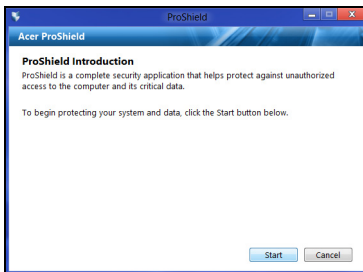 ProShield
Acer ProShield
ProShield Introduction
ProShield is a complete security application that helps protect against unauthorized
access to the computer and its critical data.
To begin protecting your system and data, click the Start button below.
Start Cancel